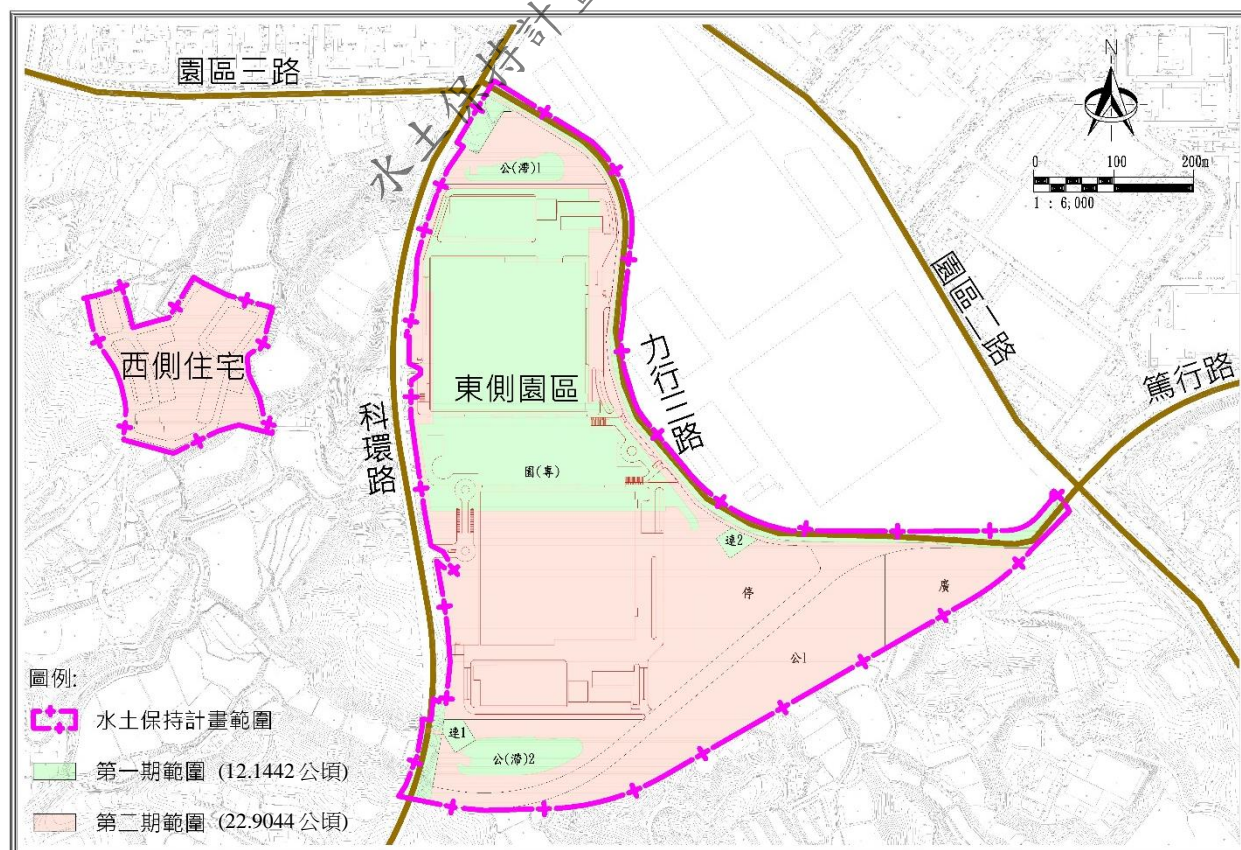 水土保持計
園區三路
N
0 100 200m
1 : 6,000
公(滯)1
園區二路
力行三路
篤行路
西側住宅
東側園區
科環路
園(專)
連2
停
廣
公1
連1
公(滯)2
圖例:
水土保持計畫範圍
第一期範圍 (12.1442 公頃)
第二期範圍 (22.9044 公頃)